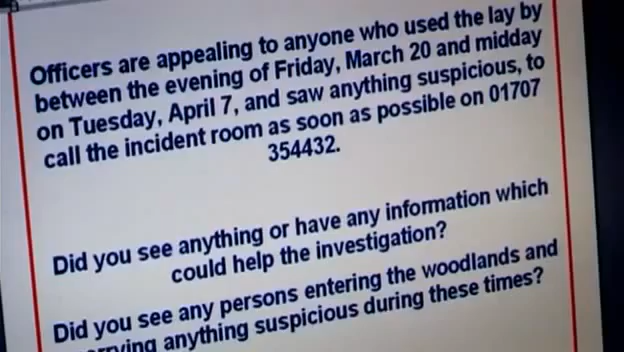 Officers are appealing to anyone who used the lay by
between the evening of Friday, March 20 and midday
on Tuesday, April 7, and saw anything suspicious, to
call the incident room as soon as possible on 01707
354432.
Did you see anything or have any information which
could help the investigation?
Did you see any persons entering the woodlands and
anything suspicious during these times?